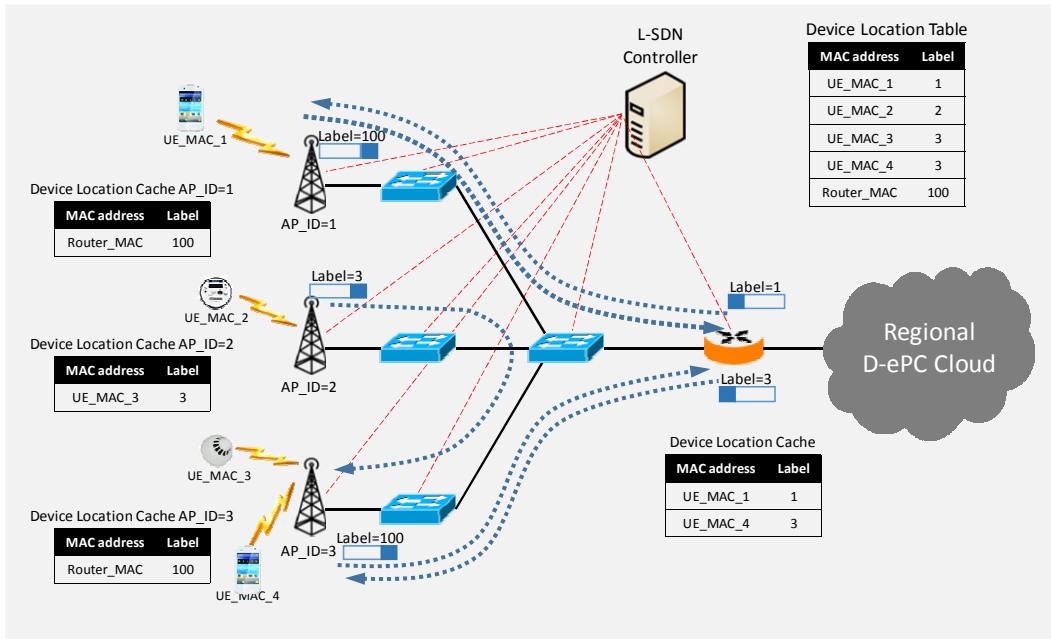 L-SDN
Controller
Device Location Table
MAC address Label
UE_MAC_1 1
UE_MAC_2 2
UE_MAC_3 3
UE_MAC_4 3
Router_MAC 100
UE_MAC_1
Label=100
AP_ID=1
Device Location Cache AP_ID=1
MAC address Label
Router_MAC 100
Label=3
UE_MAC_2
AP_ID=2
Device Location Cache AP_ID=2
MAC address Label
UE_MAC_3 3
Label=1
Label=3
Regional
D-ePC Cloud
UE_MAC_3
Device Location Cache AP_ID=3
MAC address Label
Router_MAC 100
UE_MAC_4
AP_ID=3
Label=100
Device Location Cache
MAC address Label
UE_MAC_1 1
UE_MAC_4 3